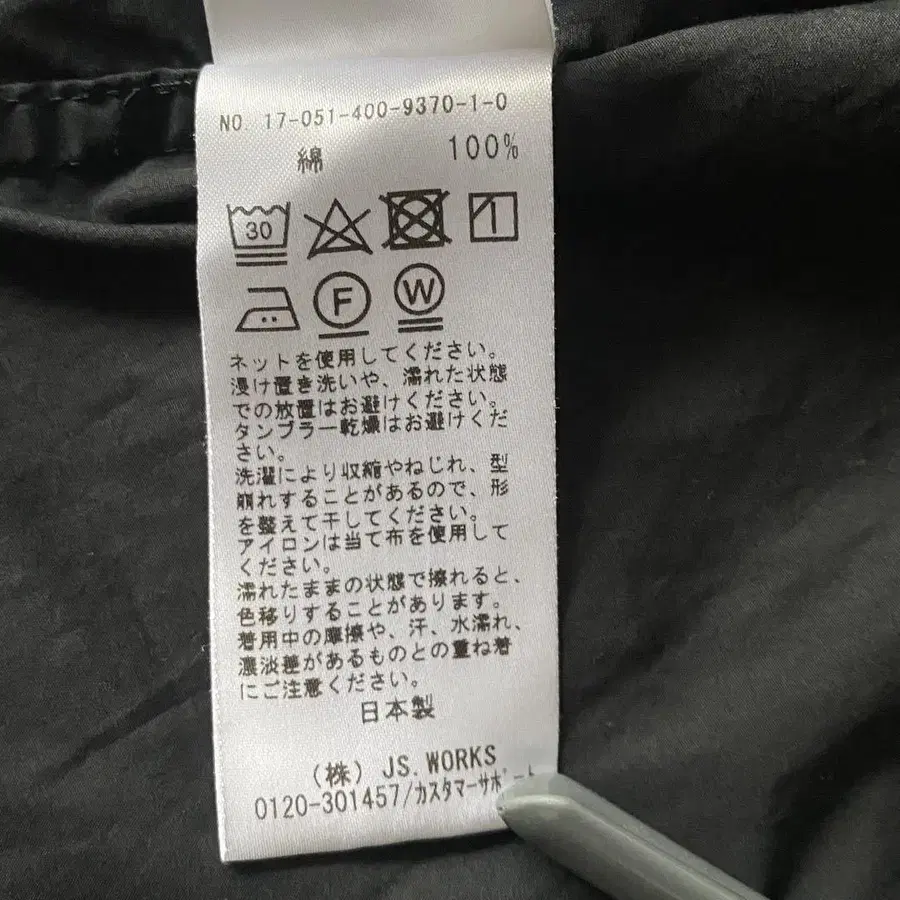 NO. 17-051-400-9370-1-0
綿 100%
30
F W
ネットを使用してください。
浸け置き洗いや、濡れた状態
での放置はお避けください。
タンブラー乾燥はお避けくだ
さい。
洗濯により収縮やねじれ、型
崩れすることがあるので、形
を整えて干してください。
アイロンは当て布を使用して
ください。
濡れたままの状態で擦れると、
色移りすることがあります。
着用中の摩擦や、汗、水濡れ、
濃淡差があるものとの重ね着
にご注意ください。
日本製
(株) JS.WORKS
0120-301457/カスタマーサポート